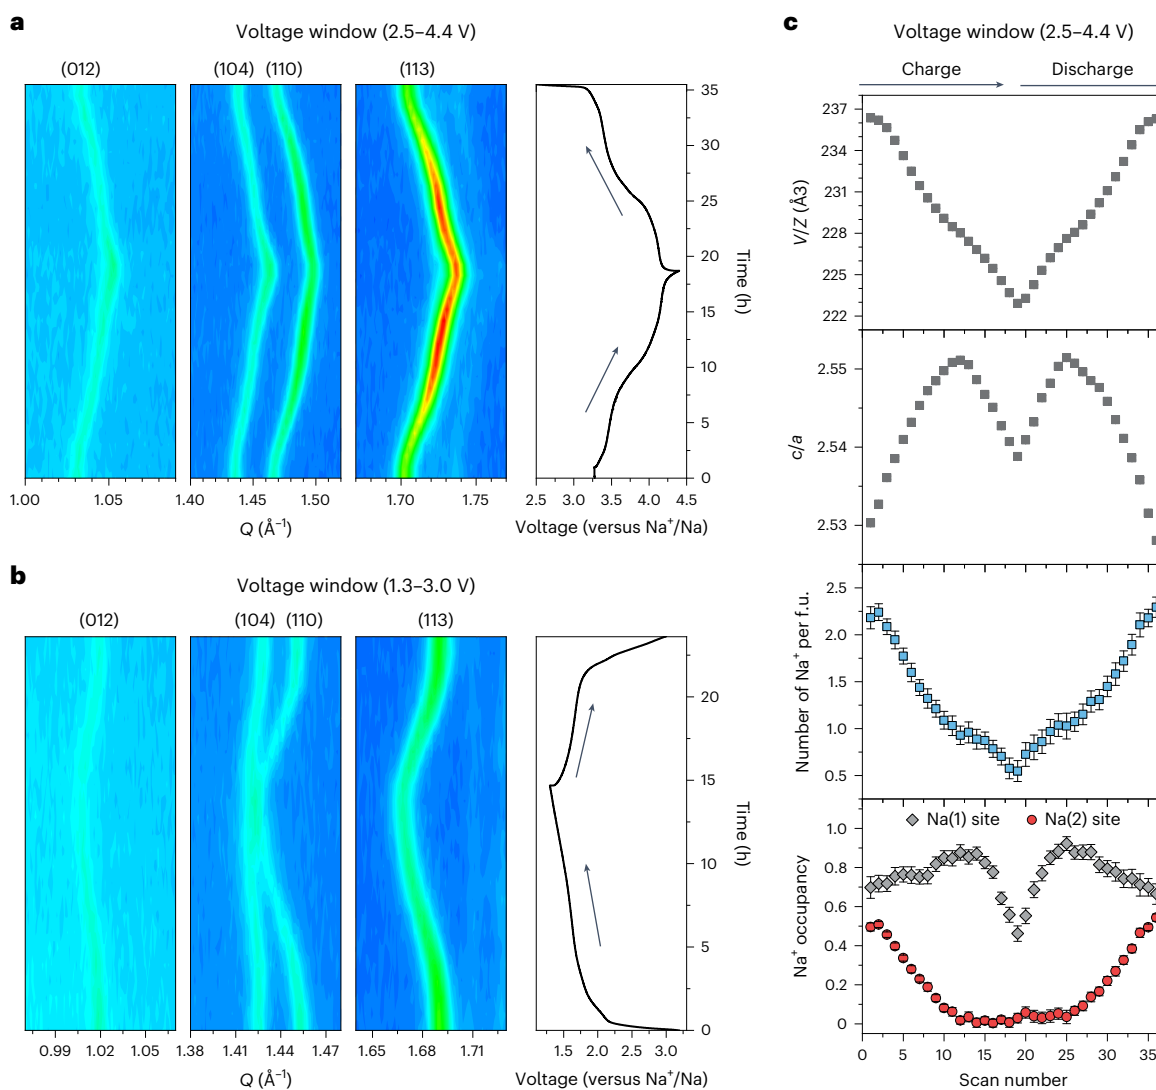 a
Voltage window (2.5–4.4 V)
(012)
(104) (110)
(113)
35
30
25
20
15
10
5
0
Time (h)
1.00 1.05
1.40 1.45 1.50
1.70 1.75
2.5 3.0 3.5 4.0 4.5
Q (Å⁻¹)
Voltage (versus Na⁺/Na)
b
Voltage window (1.3–3.0 V)
(012)
(104) (110)
(113)
20
15
10
5
0
Time (h)
0.99 1.02 1.05
1.38 1.41 1.44 1.47
1.65 1.68 1.71
1.5 2.0 2.5 3.0
Q (Å⁻¹)
Voltage (versus Na⁺/Na)
c
Voltage window (2.5–4.4 V)
Charge
Discharge
237
234
231
228
225
222
V/Z (Å3)
2.55
2.54
2.53
c/a
2.5
2.0
1.5
1.0
0.5
Number of Na⁺ per f.u.
Na(1) site
Na(2) site
1.0
0.8
0.6
0.4
0.2
0
Na⁺ occupancy
0 5 10 15 20 25 30 35
Scan number